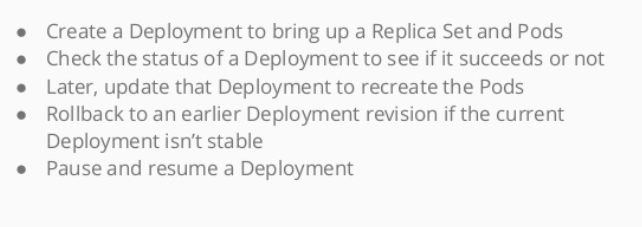 ● Create a Deployment to bring up a Replica Set and Pods
● Check the status of a Deployment to see if it succeeds or not
● Later, update that Deployment to recreate the Pods
● Rollback to an earlier Deployment revision if the current
Deployment isn’t stable
● Pause and resume a Deployment